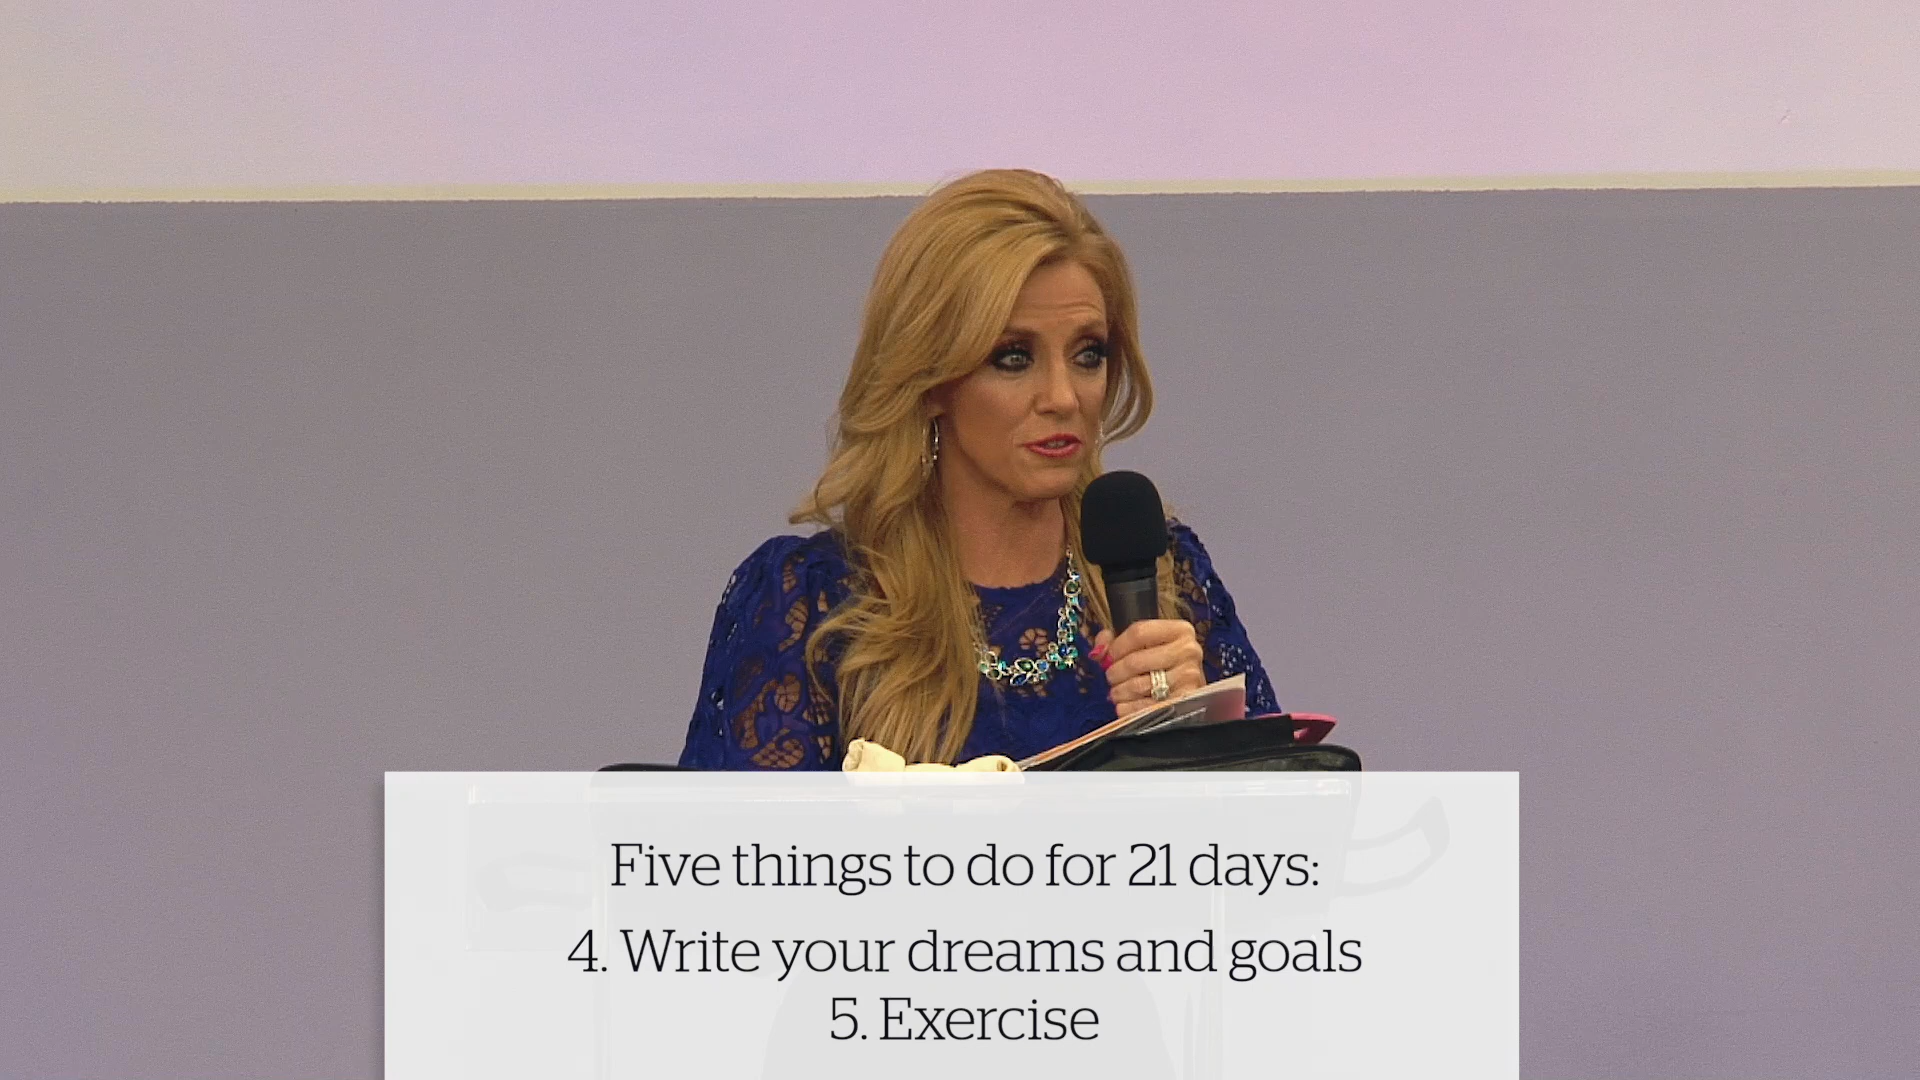 Five things to do for 21 days:
4. Write your dreams and goals
5. Exercise